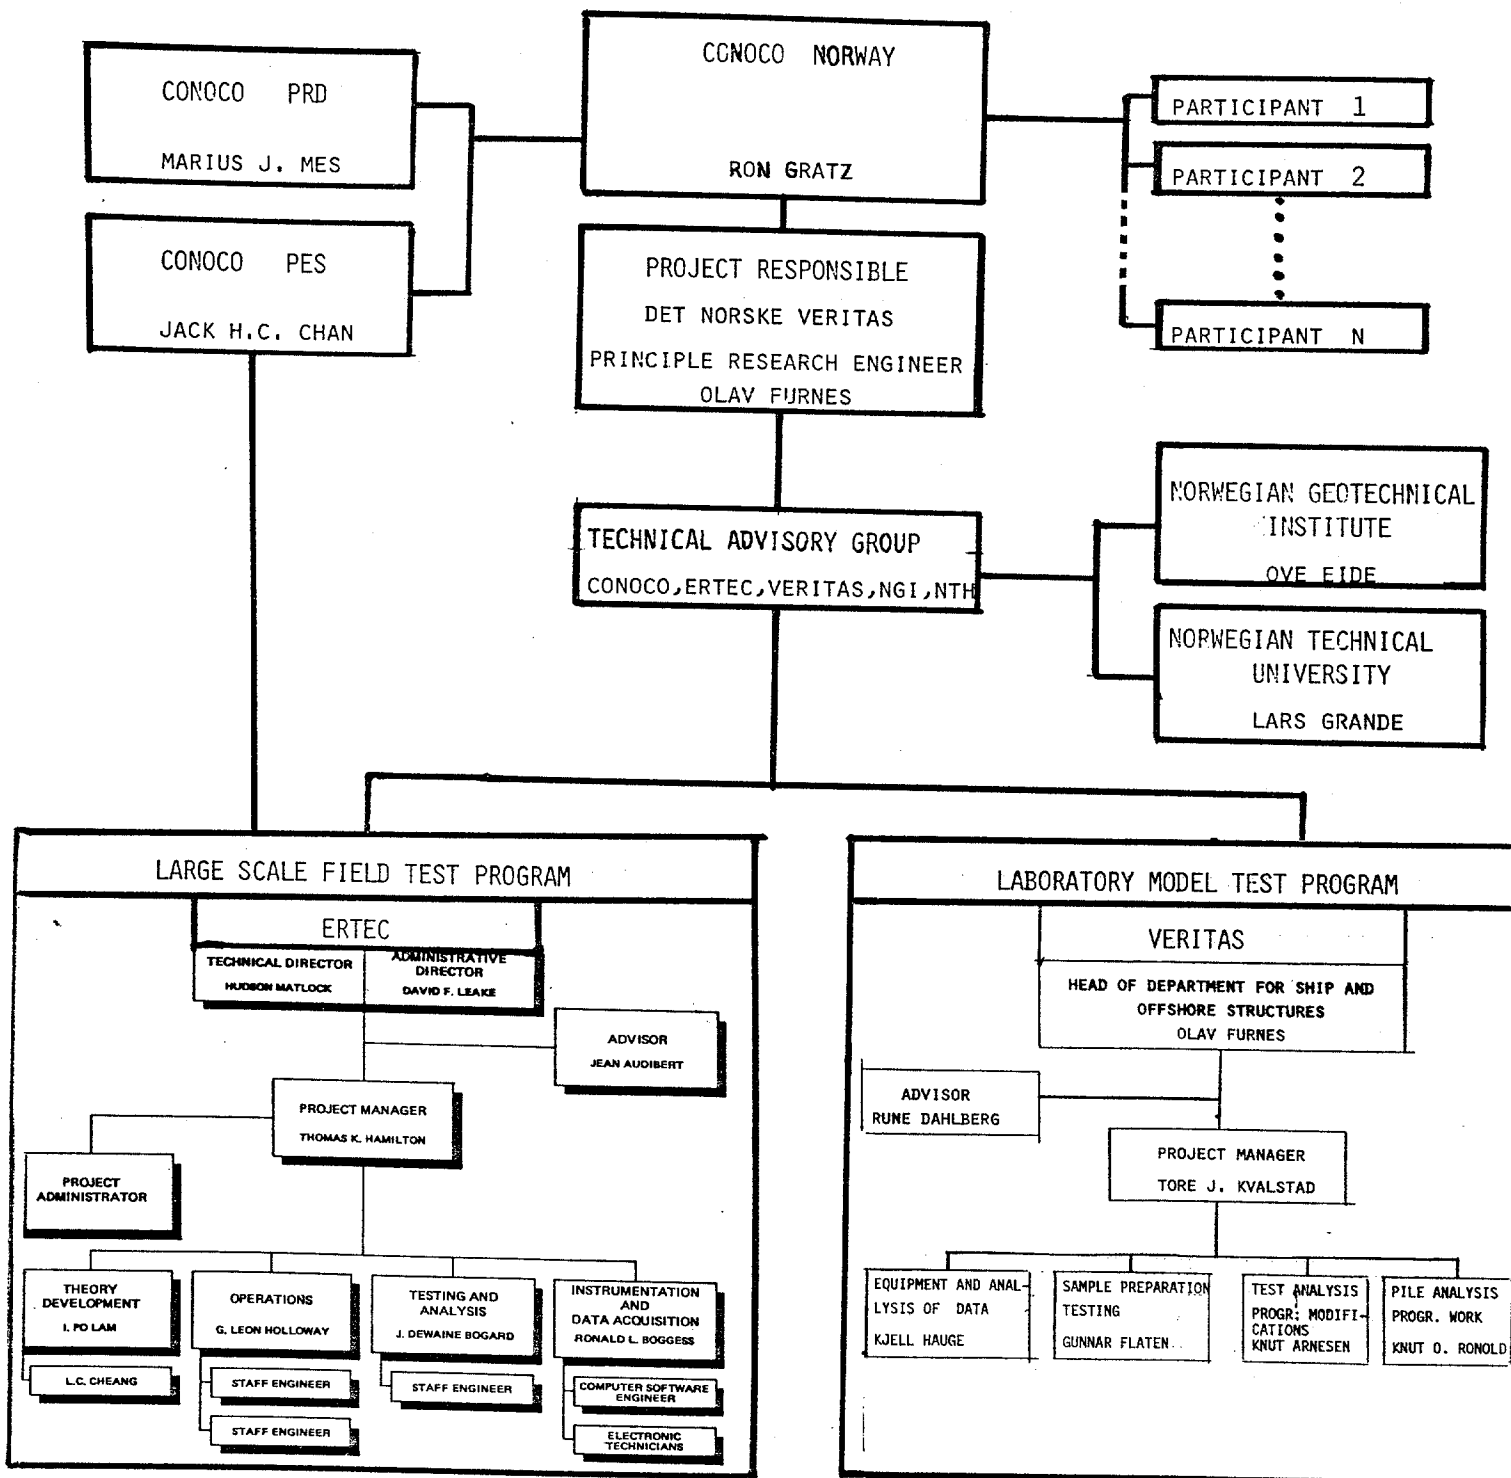 CONOCO NORWAY
RON GRATZ
CONOCO PRD
MARIUS J. MES
CONOCO PES
JACK H.C. CHAN
PARTICIPANT 1
PARTICIPANT 2
PARTICIPANT N
PROJECT RESPONSIBLE
DET NORSKE VERITAS
PRINCIPLE RESEARCH ENGINEER
OLAV FURNES
TECHNICAL ADVISORY GROUP
CONOCO,ERTEC,VERITAS,NGI,NTH
NORWEGIAN GEOTECHNICAL
INSTITUTE
OVE EIDE
NORWEGIAN TECHNICAL
UNIVERSITY
LARS GRANDE
LARGE SCALE FIELD TEST PROGRAM
ERTEC
TECHNICAL DIRECTOR
HUDSON MATLOCK
ADMINISTRATIVE
DIRECTOR
DAVID F. LEAKE
ADVISOR
JEAN AUDIBERT
PROJECT MANAGER
THOMAS K. HAMILTON
PROJECT
ADMINISTRATOR
THEORY
DEVELOPMENT
I. PO LAM
L.C. CHEANG
OPERATIONS
G. LEON HOLLOWAY
STAFF ENGINEER
STAFF ENGINEER
TESTING AND
ANALYSIS
J. DEWAINE BOGARD
STAFF ENGINEER
INSTRUMENTATION
AND
DATA ACQUISITION
RONALD L. BOGGESS
COMPUTER SOFTWARE
ENGINEER
ELECTRONIC
TECHNICIANS
LABORATORY MODEL TEST PROGRAM
VERITAS
HEAD OF DEPARTMENT FOR SHIP AND
OFFSHORE STRUCTURES
OLAV FURNES
ADVISOR
RUNE DAHLBERG
PROJECT MANAGER
TORE J. KVALSTAD
EQUIPMENT AND ANAL-
LYSIS OF DATA
KJELL HAUGE
SAMPLE PREPARATION
TESTING
GUNNAR FLATEN
TEST ANALYSIS
PROGR. MODIFI-
CATIONS
KNUT ARNESEN
PILE ANALYSIS
PROGR. WORK
KNUT O. RONOLD